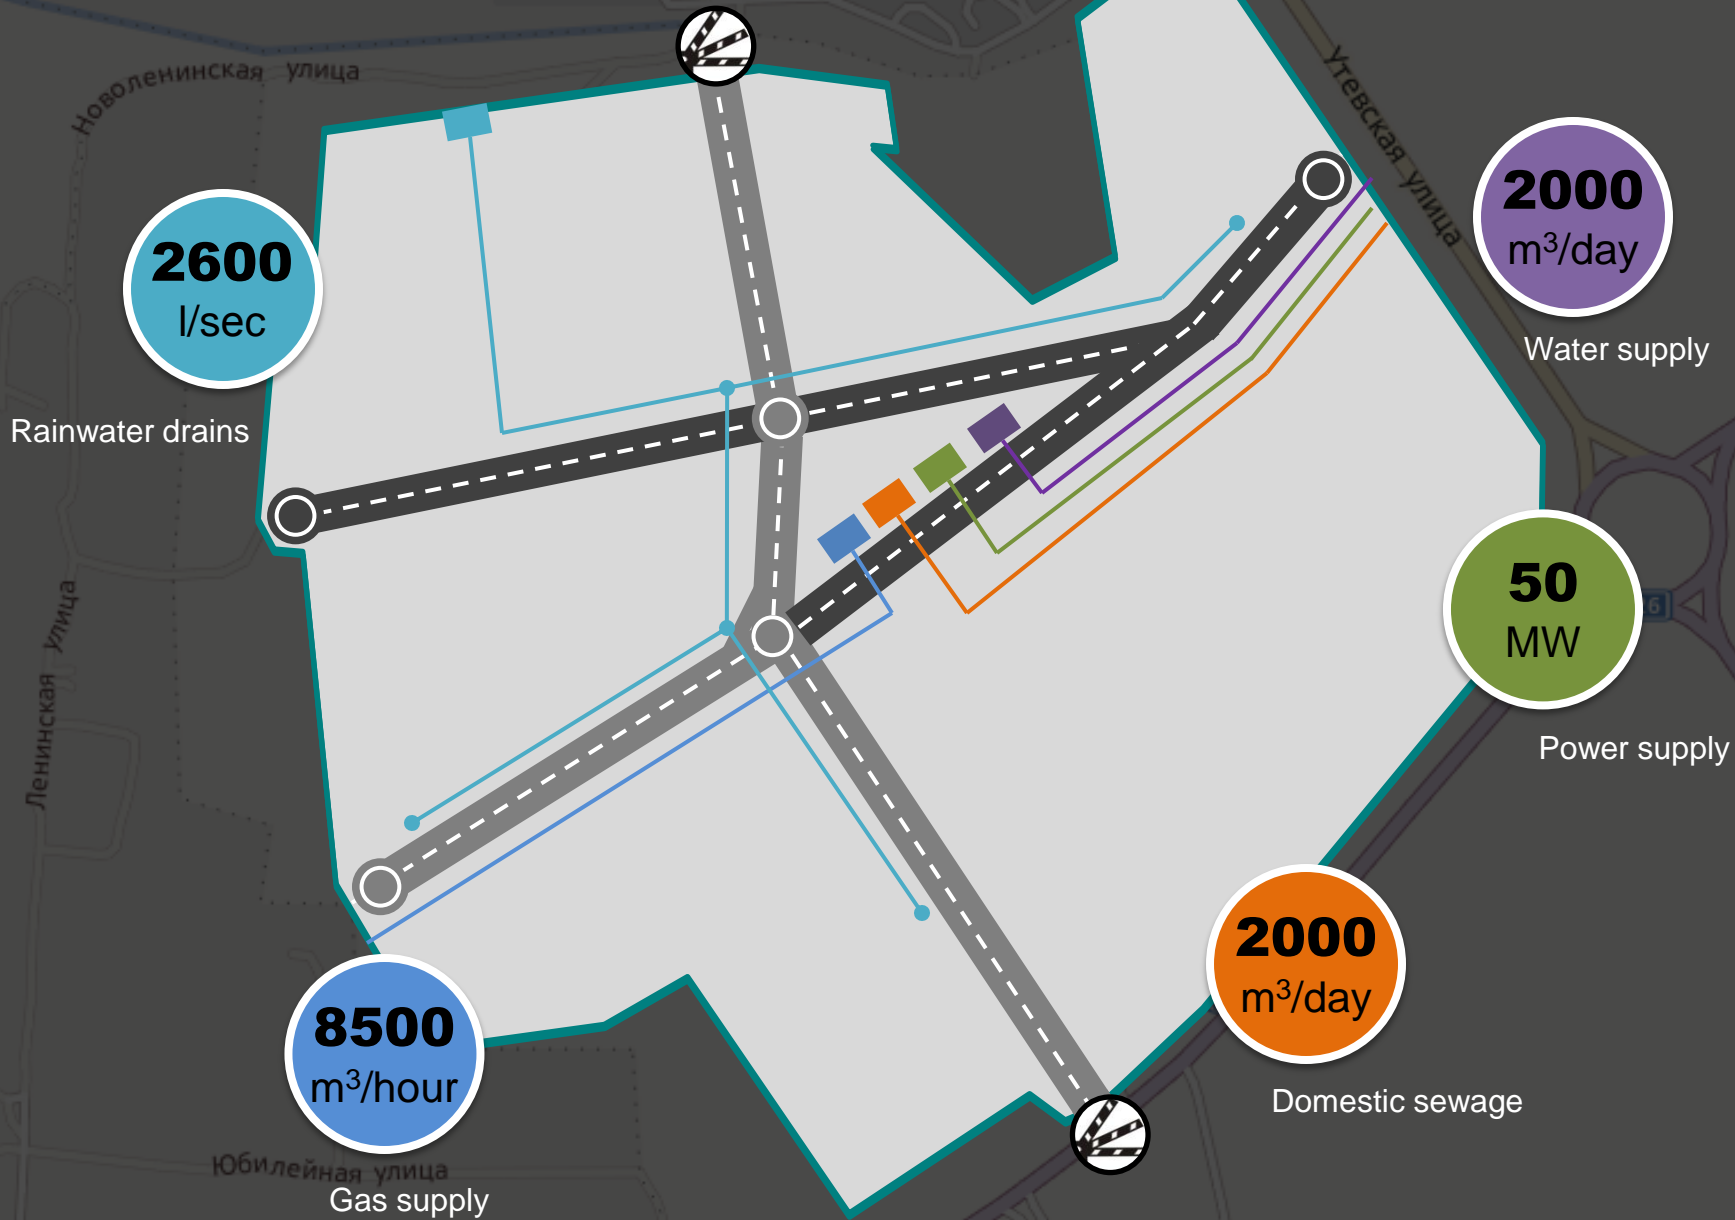 Новоленинская улица
Утевская улица
2000
m³/day
Water supply
2600
l/sec
Rainwater drains
50
MW
Power supply
Ленинская улица
2000
m³/day
Domestic sewage
8500
m³/hour
Юбилейная улица
Gas supply